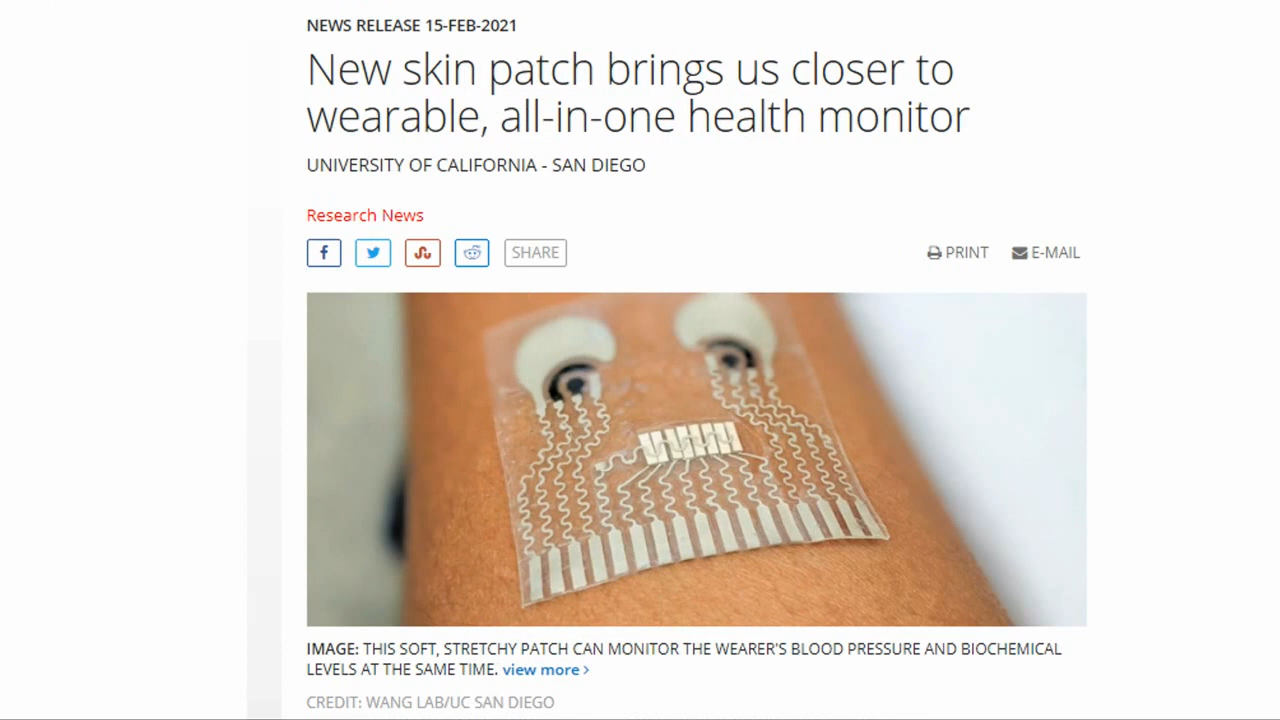 NEWS RELEASE 15-FEB-2021
New skin patch brings us closer to
wearable, all-in-one health monitor
UNIVERSITY OF CALIFORNIA - SAN DIEGO
Research News
SHARE
PRINT
E-MAIL
IMAGE: THIS SOFT, STRETCHY PATCH CAN MONITOR THE WEARER'S BLOOD PRESSURE AND BIOCHEMICAL
LEVELS AT THE SAME TIME. view more >
CREDIT: WANG LAB/UC SAN DIEGO